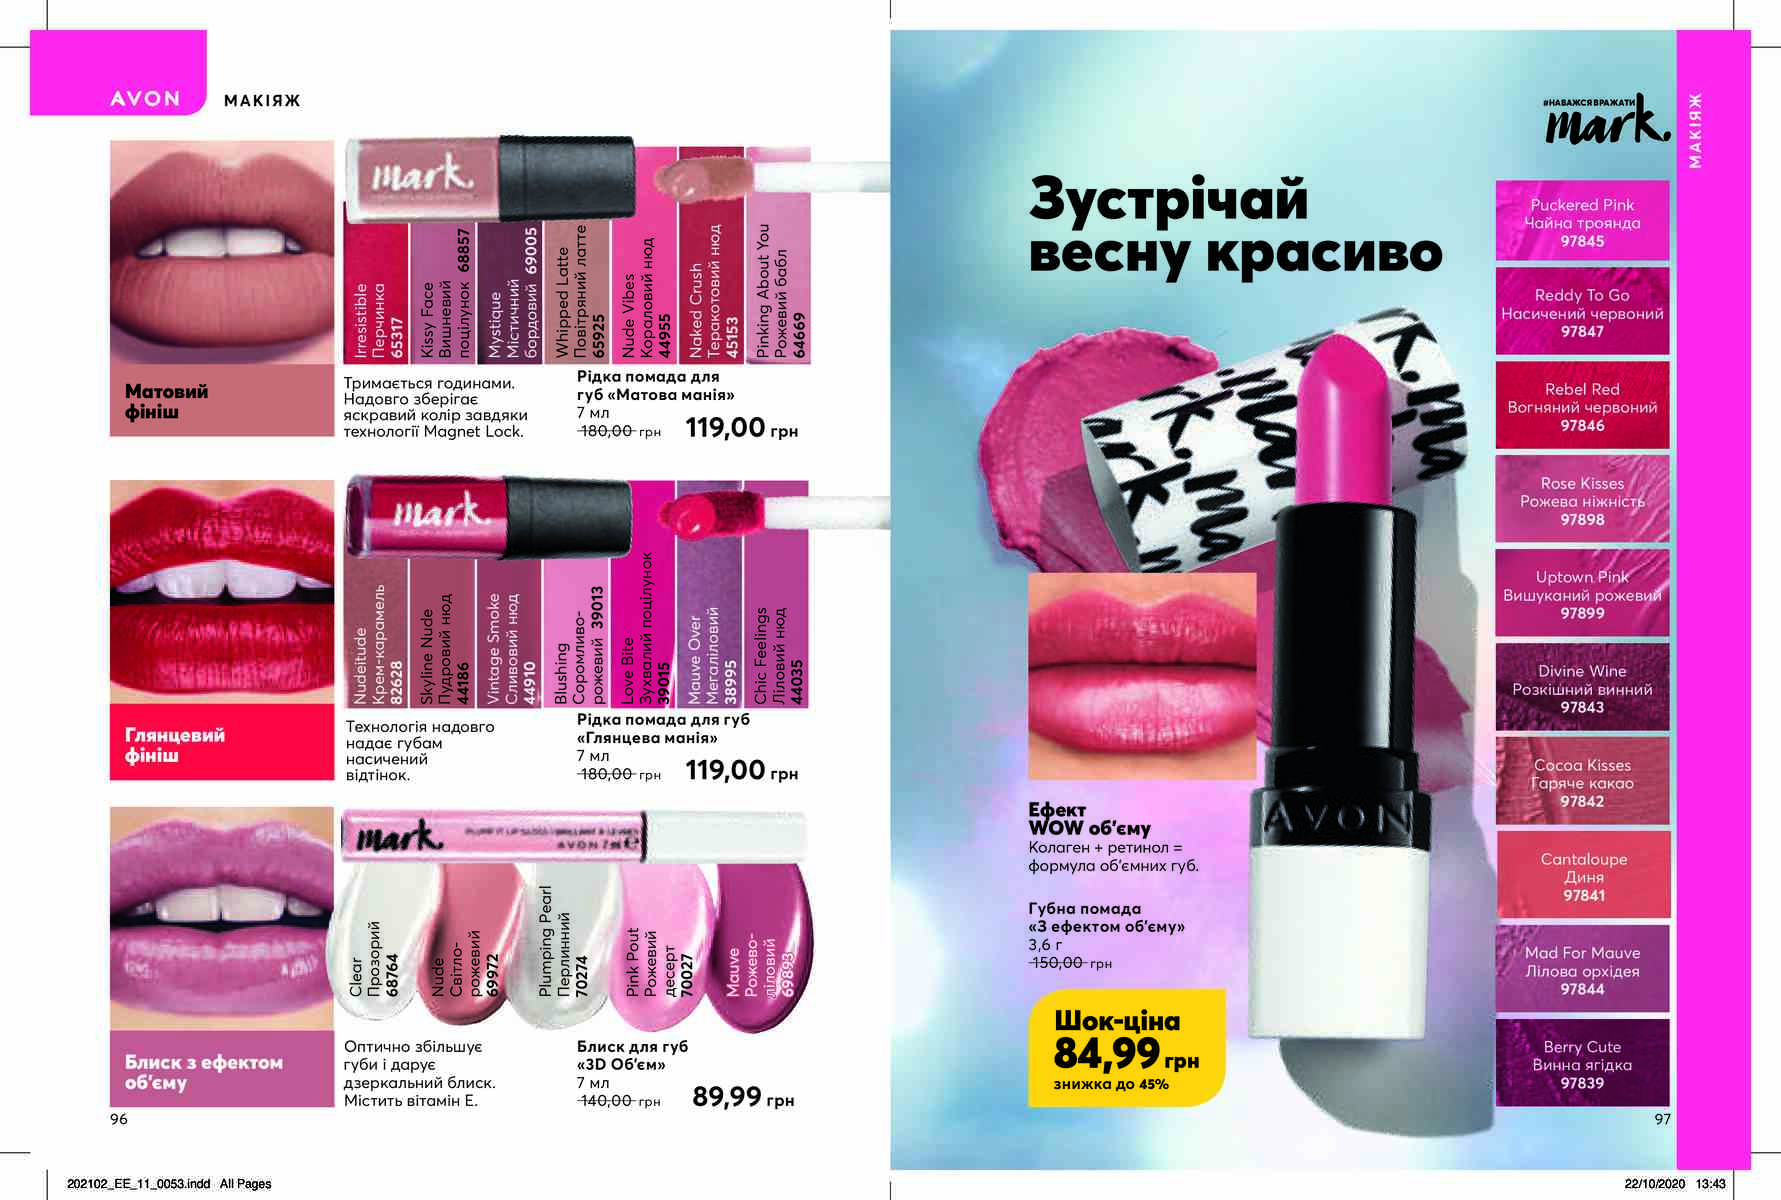 AVON
МАКІЯЖ
mark.
Irresistible
Перчинка
65317
Kissy Face
Вишневий
поцілунок 68857
Mystique
Містичний
бордовий 69005
Whipped Latte
Повітряний латте
65925
Nude Vibes
Кораловий нюд
44955
Naked Crush
Теракотовий нюд
45153
Pinking About You
Рожевий бабл
64669
Матовий
фініш
Тримається годинами.
Надовго зберігає
яскравий колір завдяки
технології Magnet Lock.
Рідка помада для
губ «Матова манія»
7 мл
180,00 грн
119,00 грн
mark.
Nudeitude
Крем-карамель
82628
Skyline Nude
Пудровий нюд
44186
Vintage Smoke
Сливовий нюд
44910
Blushing
Соромливо-
рожевий 39013
Love Bite
Зухвалий поцілунок
39015
Mauve Over
Мегаліловий
38995
Chic Feelings
Ліловий нюд
44035
Глянцевий
фініш
Технологія надовго
надає губам
насичений
відтінок.
Рідка помада для губ
«Глянцева манія»
7 мл
180,00 грн
119,00 грн
mark.
AVON 7 ml
Clear
Прозорий
68764
Nude
Світло-
рожевий
69972
Plumping Pearl
Перлинний
70274
Pink Pout
Рожевий
десерт
70027
Mauve
Рожево-
ліловий
69893
Блиск з ефектом
об'єму
Оптично збільшує
губи і дарує
дзеркальний блиск.
Містить вітамін Е.
Блиск для губ
«3D Об'єм»
7 мл
140,00 грн
89,99 грн
96
#НАВАЖСЯВРАЖАТИ
mark.
МАКІЯЖ
Зустрічай
весну красиво
AVON
Ефект
WOW об'єму
Колаген + ретинол =
формула об'ємних губ.
Губна помада
«З ефектом об'єму»
3,6 г
150,00 грн
Шок-ціна
84,99 грн
знижка до 45%
Puckered Pink
Чайна троянда
97845
Reddy To Go
Насичений червоний
97847
Rebel Red
Вогняний червоний
97846
Rose Kisses
Рожева ніжність
97898
Uptown Pink
Вишуканий рожевий
97899
Divine Wine
Розкішний винний
97843
Cocoa Kisses
Гаряче какао
97842
Cantaloupe
Диня
97841
Mad For Mauve
Лілова орхідея
97844
Berry Cute
Винна ягідка
97839
97
202102_EE_11_0053.indd All Pages
22/10/2020 13:43